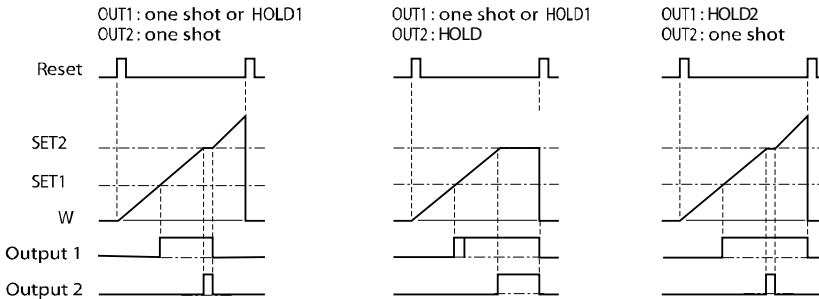 OUT1 : one shot or HOLD1
OUT2 : one shot
OUT1 : one shot or HOLD1
OUT2 : HOLD
OUT1 : HOLD2
OUT2 : one shot
Reset
SET2
SET1
W
Output 1
Output 2